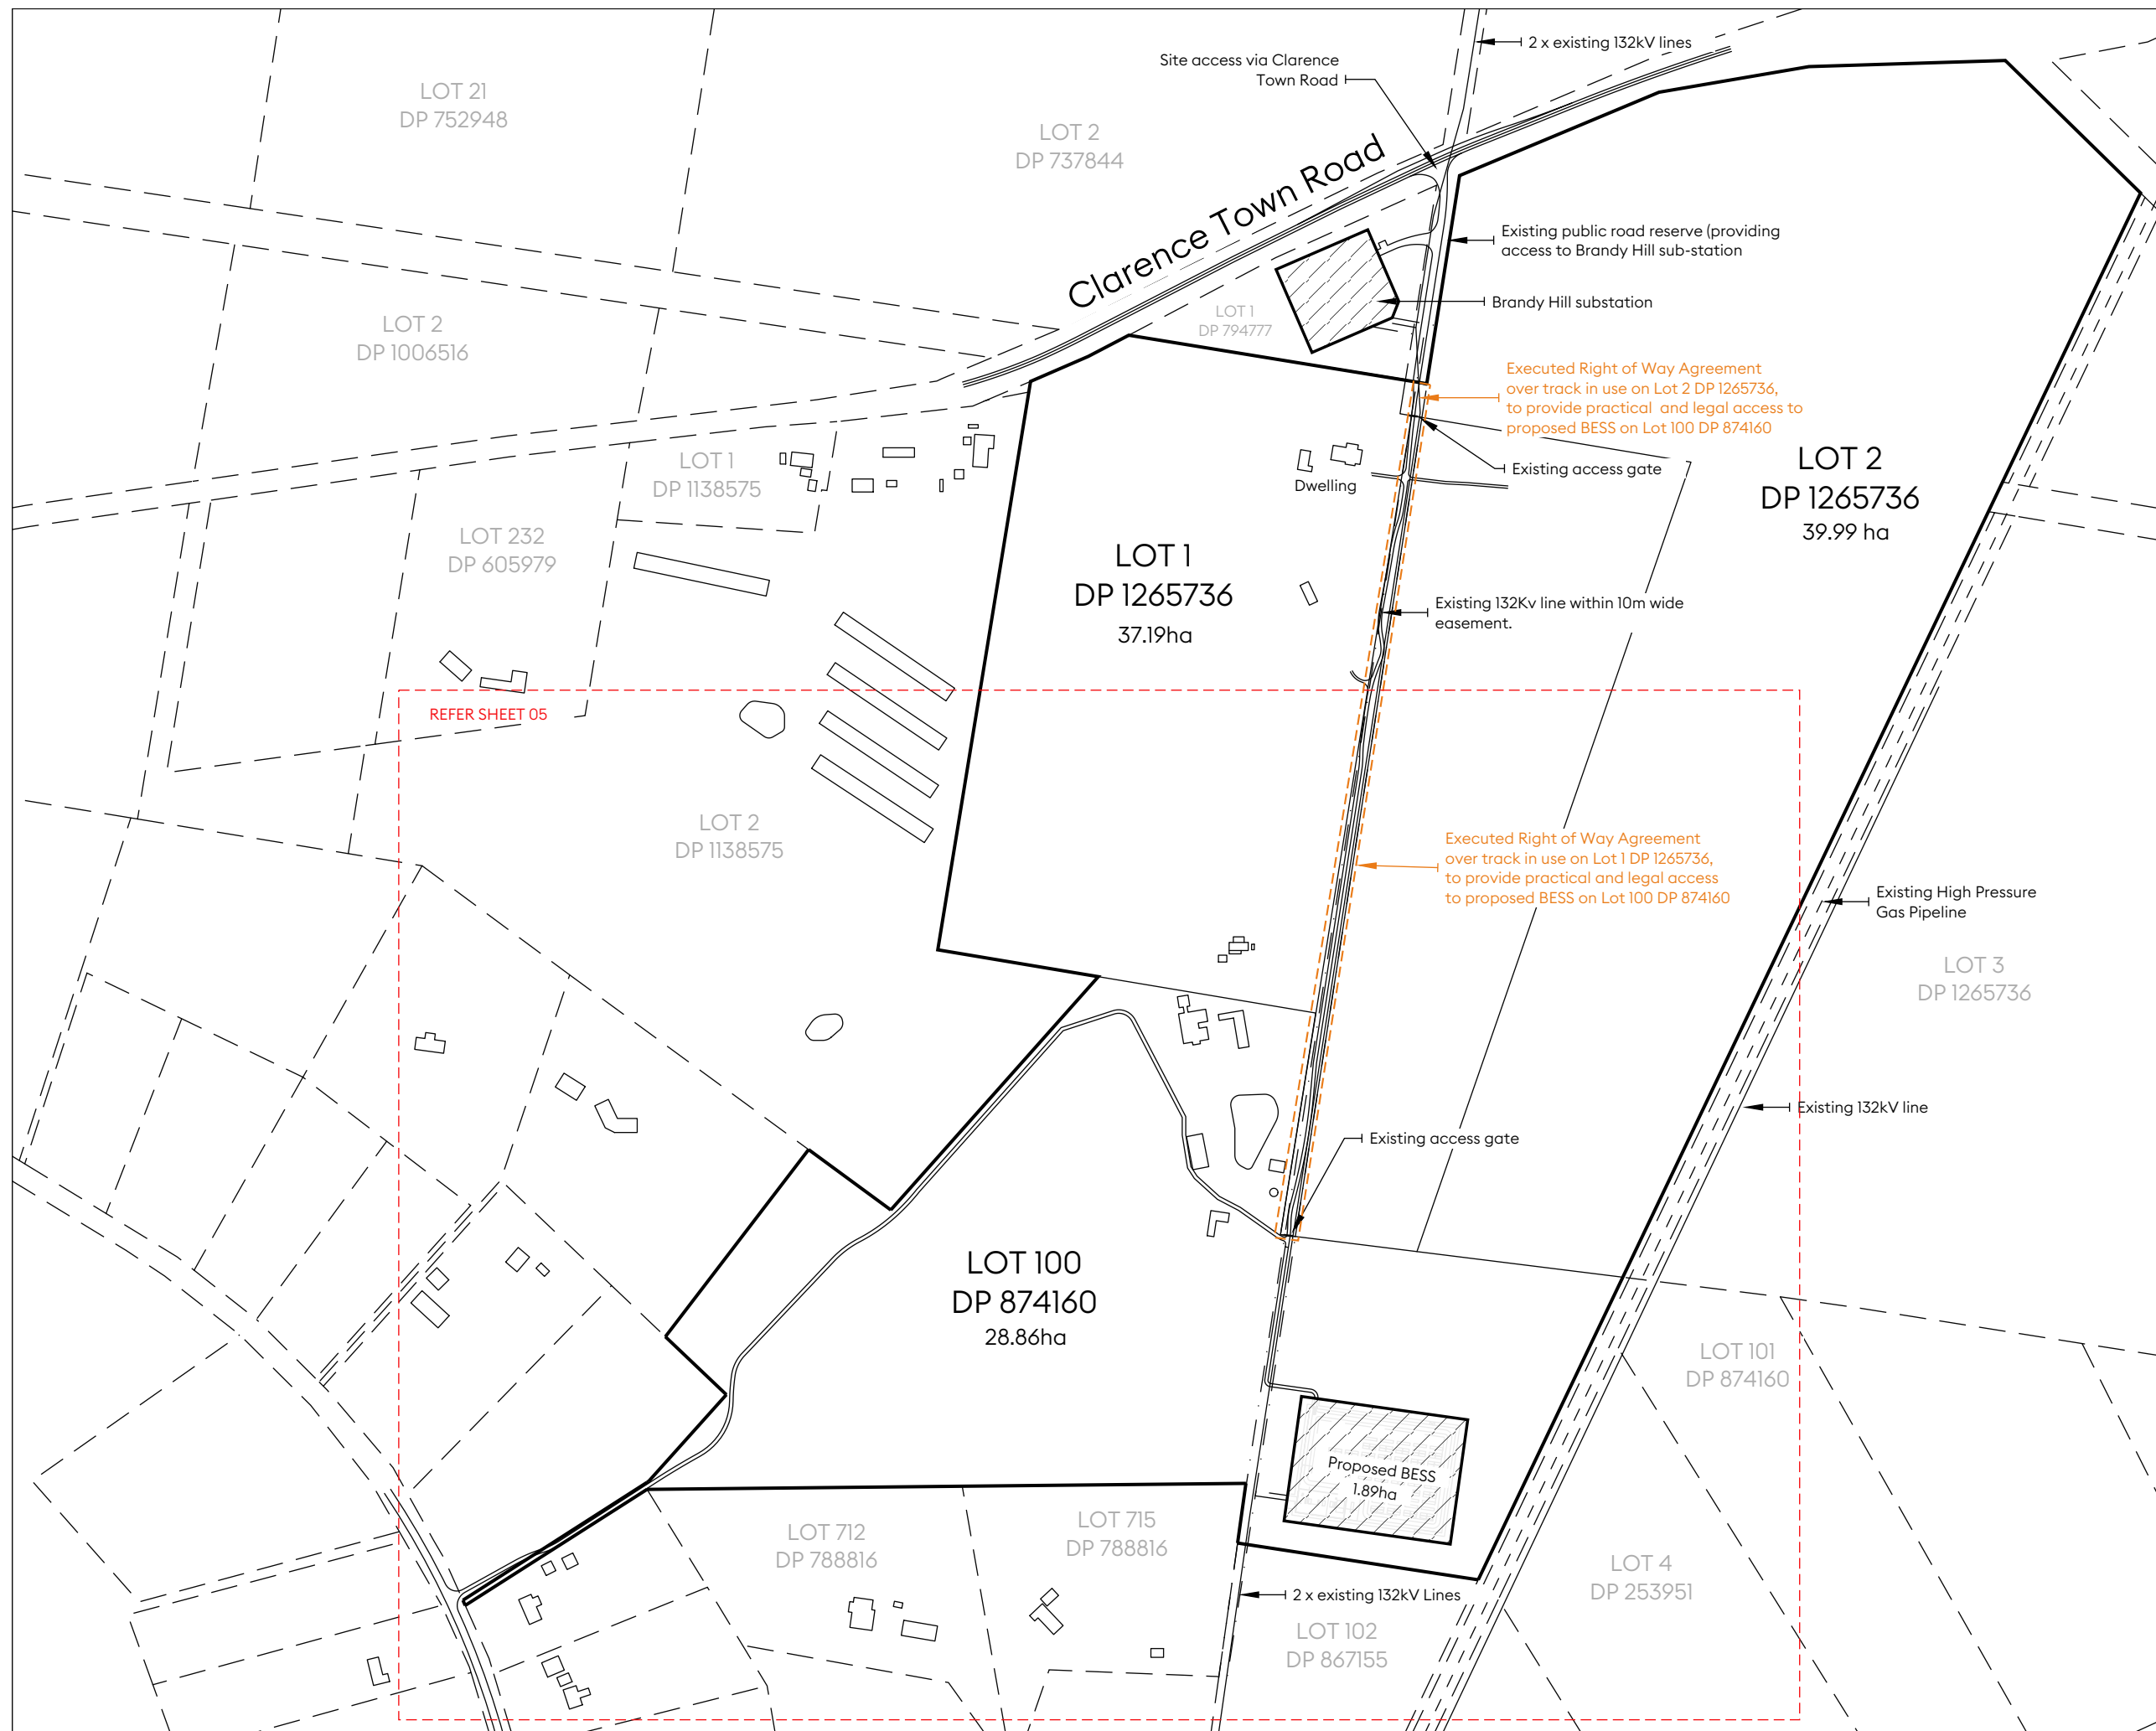 2 x existing 132kV lines
Site access via Clarence
Town Road
LOT 21
DP 752948
LOT 2
DP 737844
Clarence Town Road
Existing public road reserve (providing
access to Brandy Hill sub-station
Brandy Hill substation
LOT 1
DP 794777
LOT 2
DP 1006516
Executed Right of Way Agreement
over track in use on Lot 2 DP 1265736,
to provide practical and legal access to
proposed BESS on Lot 100 DP 874160
LOT 1
DP 1138575
Existing access gate
Dwelling
LOT 2
DP 1265736
39.99 ha
LOT 232
DP 605979
LOT 1
DP 1265736
37.19ha
Existing 132Kv line within 10m wide
easement.
REFER SHEET 05
LOT 2
DP 1138575
Executed Right of Way Agreement
over track in use on Lot 1 DP 1265736,
to provide practical and legal access
to proposed BESS on Lot 100 DP 874160
Existing High Pressure
Gas Pipeline
LOT 3
DP 1265736
Existing 132kV line
Existing access gate
LOT 100
DP 874160
28.86ha
LOT 101
DP 874160
Proposed BESS
1.89ha
LOT 712
DP 788816
LOT 715
DP 788816
LOT 4
DP 253951
2 x existing 132kV Lines
LOT 102
DP 867155